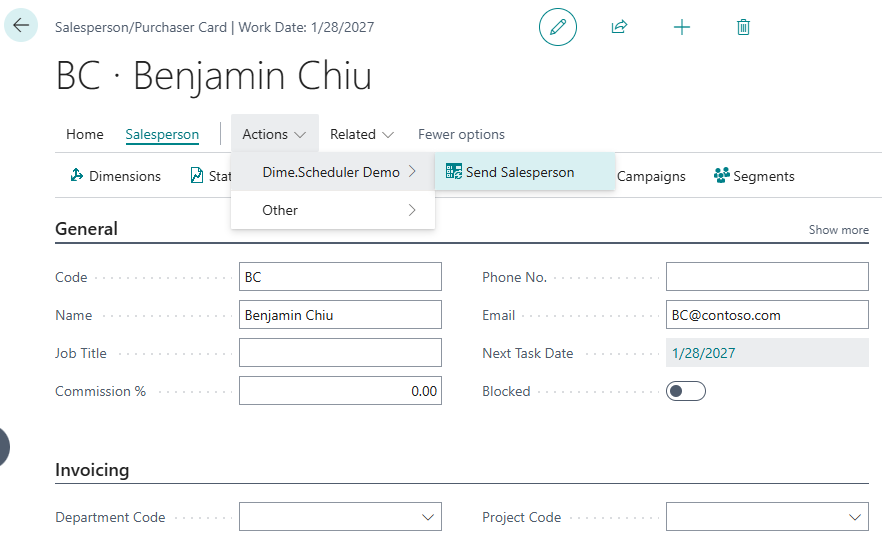 Salesperson/Purchaser Card | Work Date: 1/28/2027
BC · Benjamin Chiu
Home Salesperson Actions Related Fewer options
Dimensions Stat Dime.Scheduler Demo Send Salesperson Campaigns Segments
Other
General Show more
Code BC Phone No.
Name Benjamin Chiu Email BC@contoso.com
Job Title Next Task Date 1/28/2027
Commission % 0.00 Blocked
Invoicing
Department Code Project Code